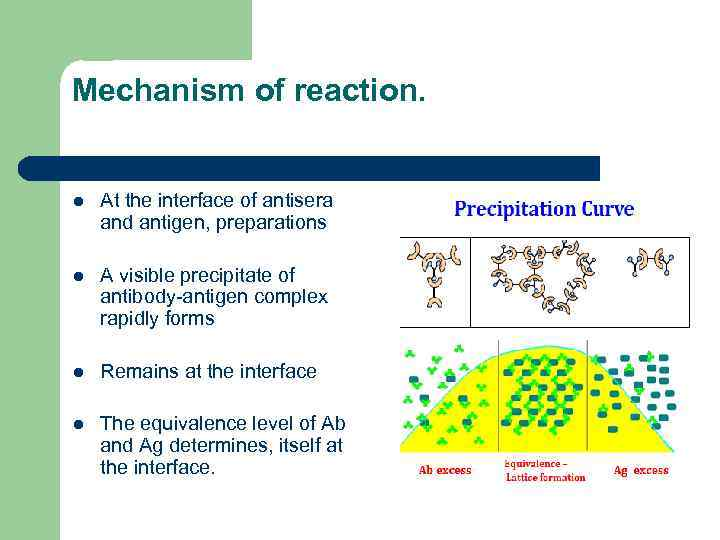 Mechanism of reaction.
At the interface of antisera
and antigen, preparations
A visible precipitate of
antibody-antigen complex
rapidly forms
Remains at the interface
The equivalence level of Ab
and Ag determines, itself at
the interface.
Precipitation Curve
Ab excess
Equivalence –
Lattice formation
Ag excess